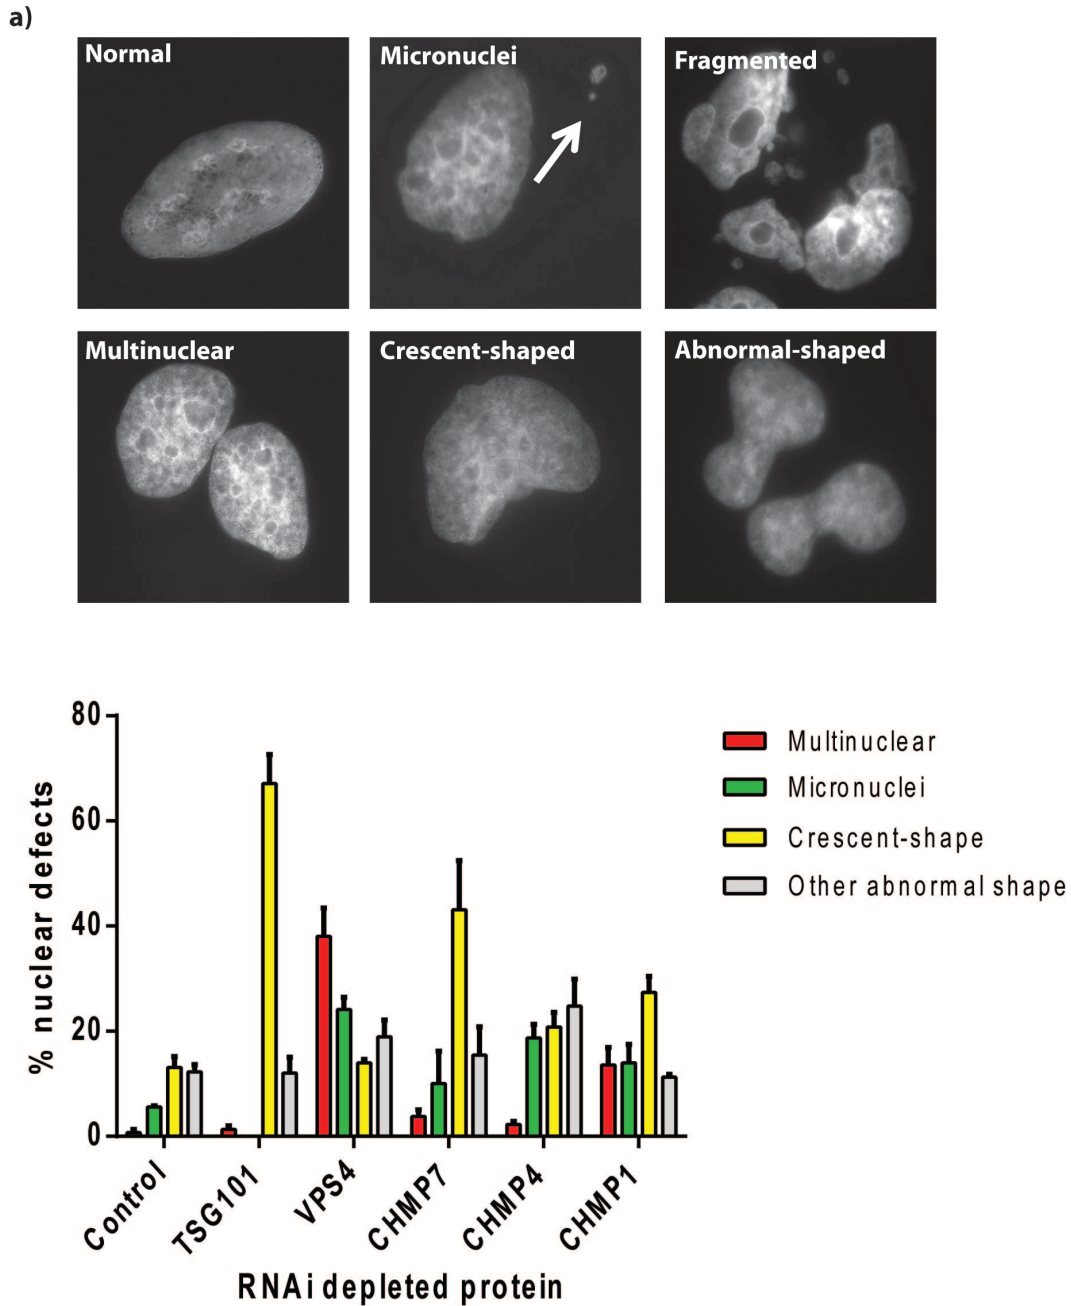 a)
Normal
Micronuclei
Fragmented
Multinuclear
Crescent-shaped
Abnormal-shaped
80
60
40
20
0
% nuclear defects
Multinuclear
Micronuclei
Crescent-shape
Other abnormal shape
Control
TSG101
VPS4
CHMP7
CHMP4
CHMP1
RNAi depleted protein